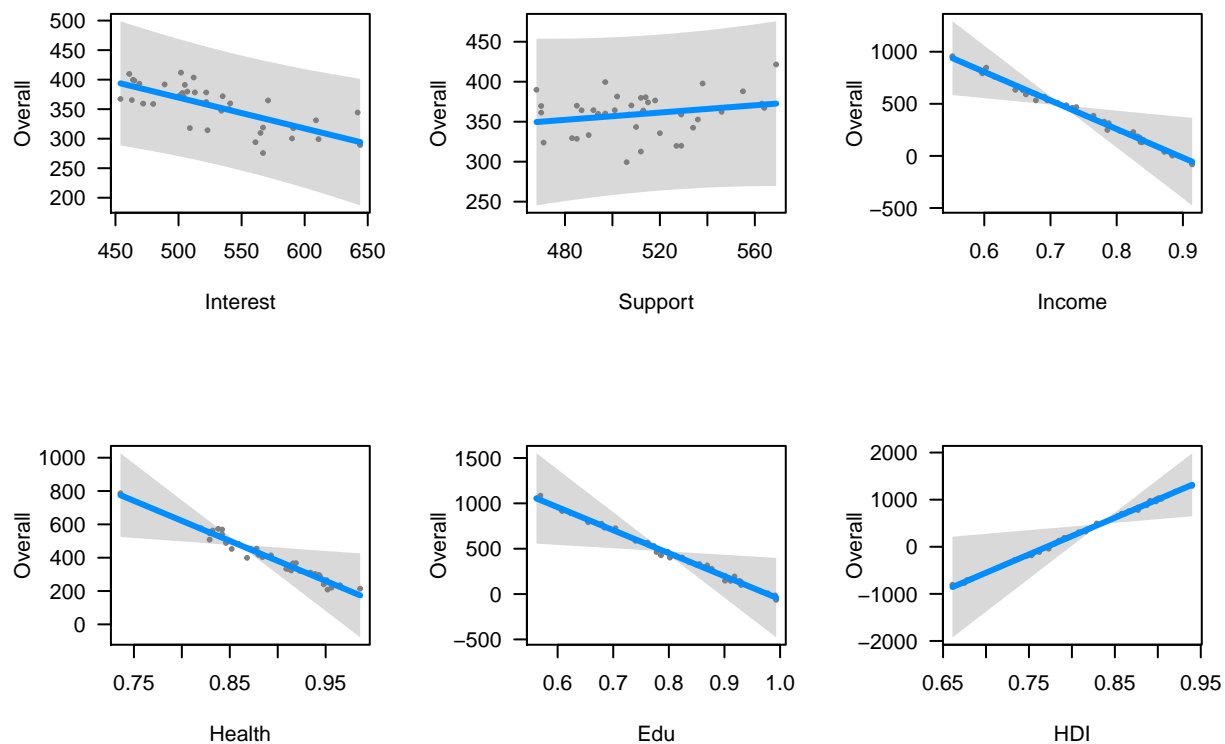 Overall
500
450
400
350
300
250
200
450 500 550 600 650
Interest
Overall
450
400
350
300
250
480 520 560
Support
Overall
1000
500
0
−500
0.6 0.7 0.8 0.9
Income
Overall
1000
800
600
400
200
0
0.75 0.85 0.95
Health
Overall
1500
1000
500
0
−500
0.6 0.7 0.8 0.9 1.0
Edu
Overall
2000
1000
0
−1000
−2000
0.65 0.75 0.85 0.95
HDI